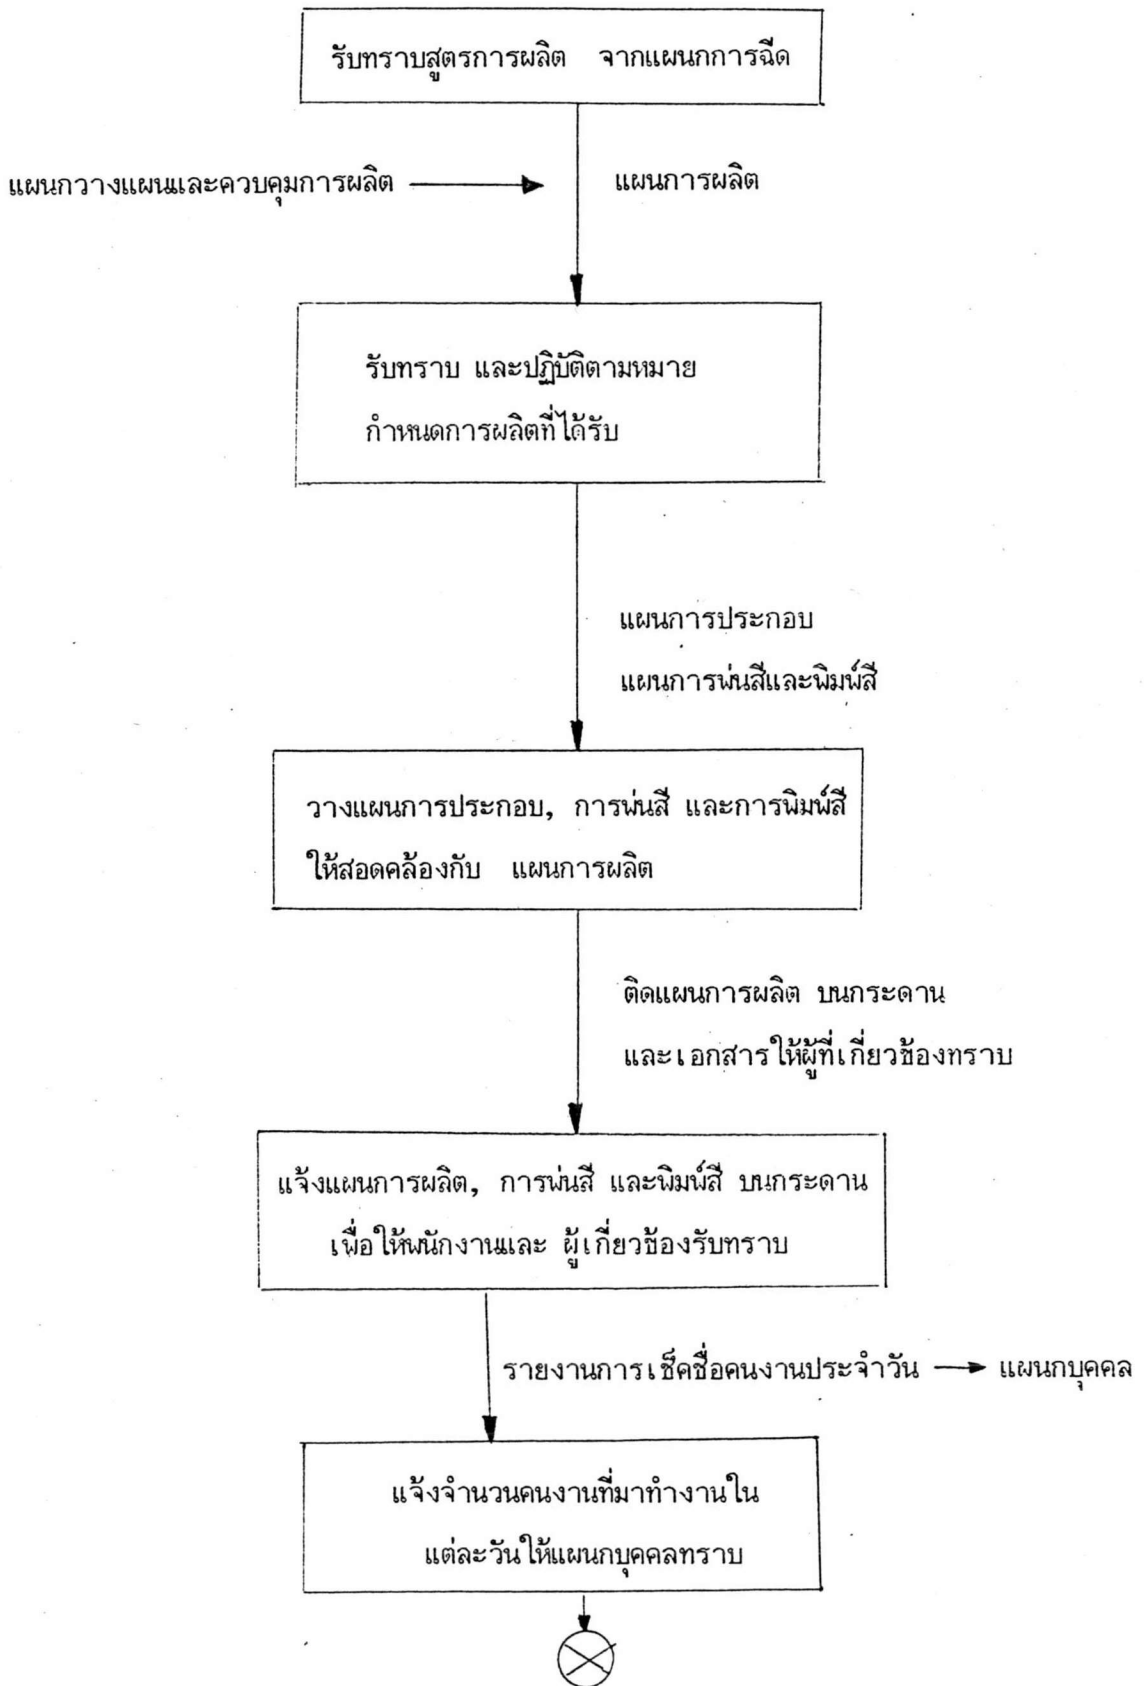 รับทราบสูตรการผลิต จากแผนกการฉีด
แผนกวางแผนและควบคุมการผลิต
แผนการผลิต
รับทราบ และปฏิบัติตามหมาย
กำหนดการผลิตที่ได้รับ
แผนการประกอบ
แผนการพ่นสีและพิมพ์สี
วางแผนการประกอบ, การพ่นสี และการพิมพ์สี
ให้สอดคล้องกับ แผนการผลิต
ติดแผนการผลิต บนกระดาน
และเอกสารให้ผู้ที่เกี่ยวข้องทราบ
แจ้งแผนการผลิต, การพ่นสี และพิมพ์สี บนกระดาน
เพื่อให้พนักงานและ ผู้เกี่ยวข้องรับทราบ
รายงานการเช็คชื่อคนงานประจำวัน
แผนกบุคคล
แจ้งจำนวนคนงานที่มาทำงานใน
แต่ละวันให้แผนกบุคคลทราบ